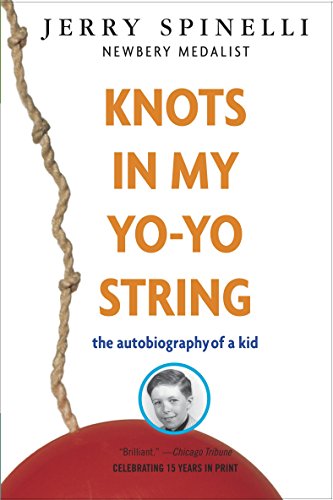 JERRY SPINELLI
NEWBERY MEDALIST
KNOTS
IN MY
YO-YO
STRING
the autobiography of a kid
"Brilliant." —Chicago Tribune
CELEBRATING 15 YEARS IN PRINT